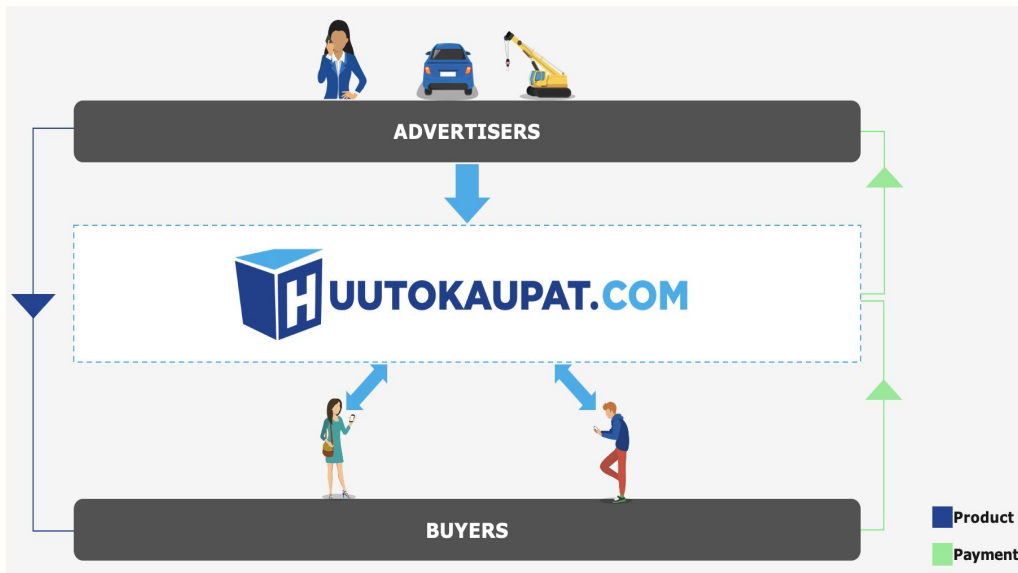 ADVERTISERS
HUUTOKAUPAT.COM
BUYERS
Product
Payment